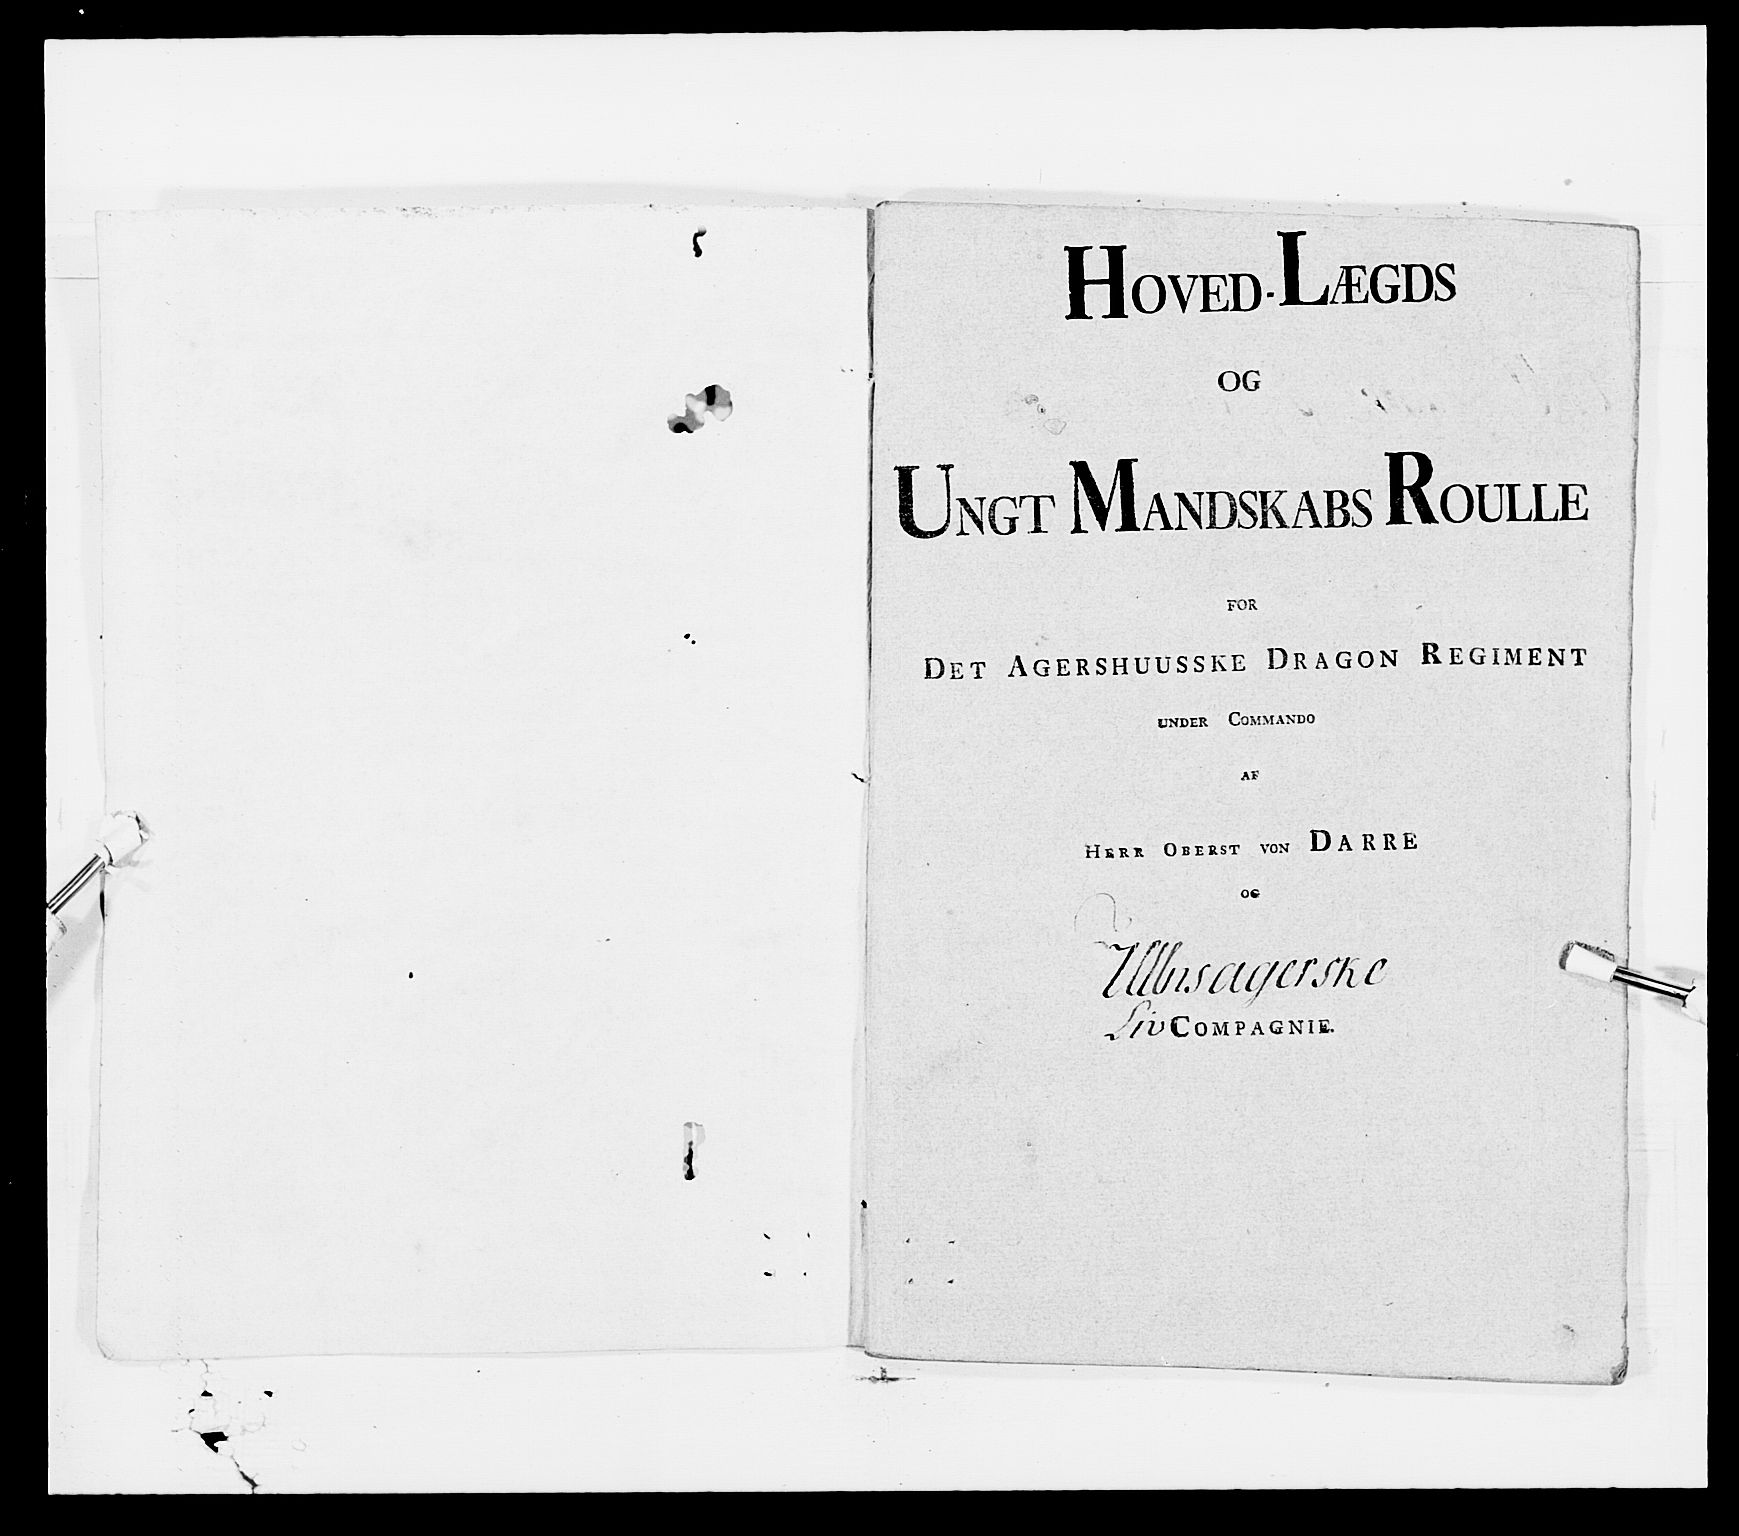 HOVED-LÆGDS
OG
UNGT MANDSKABS ROULLE
FOR
DET AGERSHUUSSKE DRAGON REGIMENT
UNDER COMMANDO
AF
HERR OBERST VON DARRE
OG
Ullensagerske
Liv COMPAGNIE.